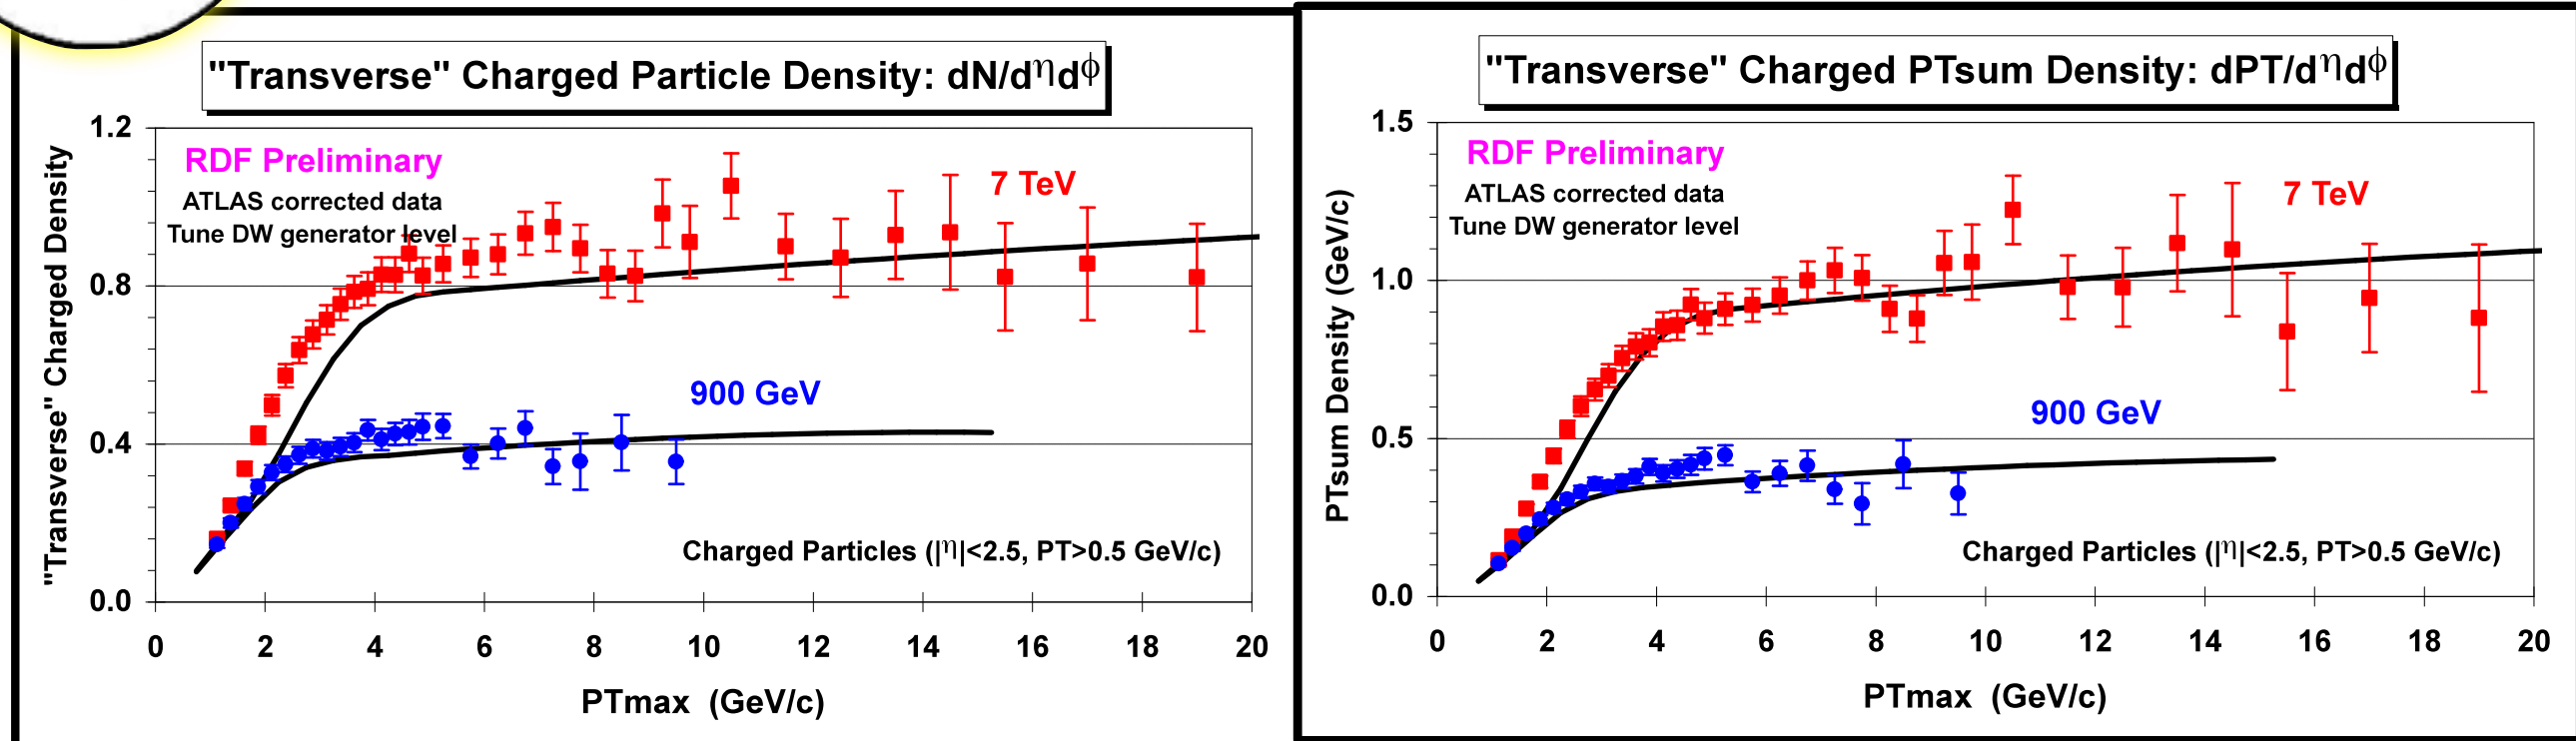 "Transverse" Charged Particle Density: dN/dηdϕ
"Transverse" Charged Density
1.2
0.8
0.4
0.0
RDF Preliminary
ATLAS corrected data
Tune DW generator level
7 TeV
900 GeV
Charged Particles (|η|<2.5, PT>0.5 GeV/c)
0 2 4 6 8 10 12 14 16 18 20
PTmax (GeV/c)
"Transverse" Charged PTsum Density: dPT/dηdϕ
PTsum Density (GeV/c)
1.5
1.0
0.5
0.0
RDF Preliminary
ATLAS corrected data
Tune DW generator level
7 TeV
900 GeV
Charged Particles (|η|<2.5, PT>0.5 GeV/c)
0 2 4 6 8 10 12 14 16 18 20
PTmax (GeV/c)